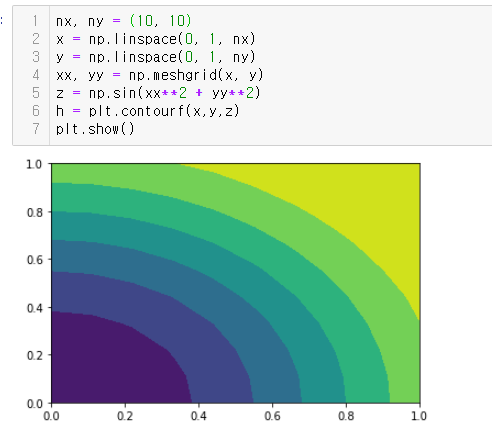 :
1 nx, ny = (10, 10)
2 x = np.linspace(0, 1, nx)
3 y = np.linspace(0, 1, ny)
4 xx, yy = np.meshgrid(x, y)
5 z = np.sin(xx**2 + yy**2)
6 h = plt.contourf(x,y,z)
7 plt.show()
1.0
0.8
0.6
0.4
0.2
0.0
0.0 0.2 0.4 0.6 0.8 1.0